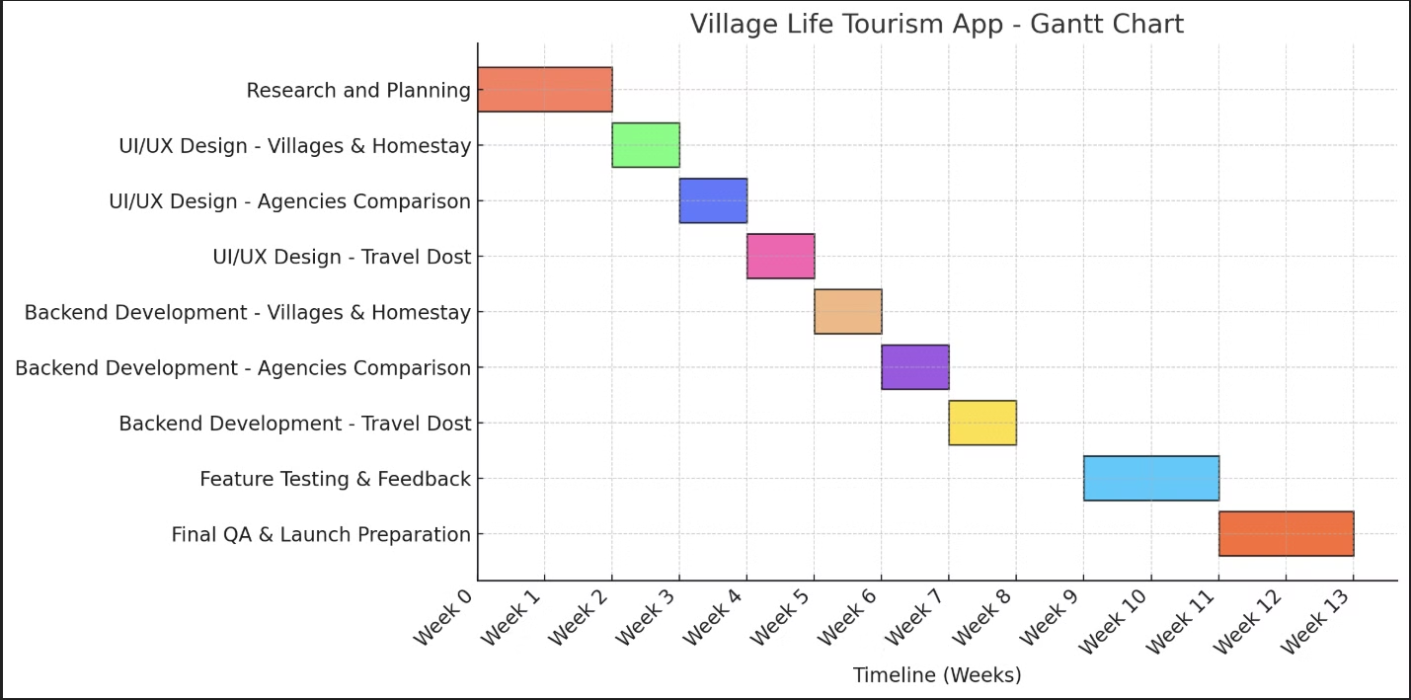 Village Life Tourism App - Gantt Chart
Research and Planning
UI/UX Design - Villages & Homestay
UI/UX Design - Agencies Comparison
UI/UX Design - Travel Dost
Backend Development - Villages & Homestay
Backend Development - Agencies Comparison
Backend Development - Travel Dost
Feature Testing & Feedback
Final QA & Launch Preparation
Week 0
Week 1
Week 2
Week 3
Week 4
Week 5
Week 6
Week 7
Week 8
Week 9
Week 10
Week 11
Week 12
Week 13
Timeline (Weeks)